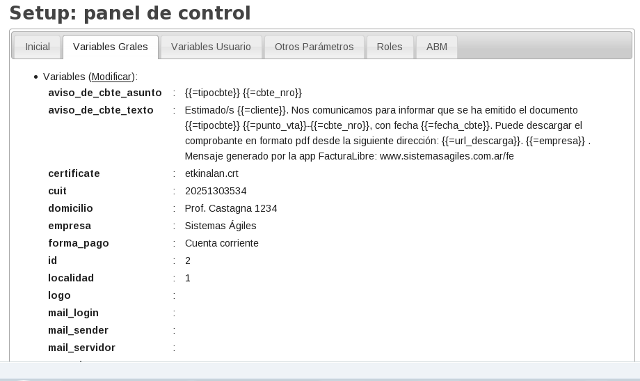 Setup: panel de control
Inicial Variables Grales Variables Usuario Otros Parámetros Roles ABM
Variables (Modificar):
aviso_de_cbte_asunto : {{=tipocbte}} {{=cbte_nro}}
aviso_de_cbte_texto : Estimado/s {{=cliente}}. Nos comunicamos para informar que se ha emitido el documento
{{=tipocbte}} {{=punto_vta}}-{{=cbte_nro}}, con fecha {{=fecha_cbte}}. Puede descargar el
comprobante en formato pdf desde la siguiente dirección: {{=url_descarga}}. {{=empresa}} .
Mensaje generado por la app FacturaLibre: www.sistemasagiles.com.ar/fe
certificate : etkinalan.crt
cuit : 20251303534
domicilio : Prof. Castagna 1234
empresa : Sistemas Ágiles
forma_pago : Cuenta corriente
id : 2
localidad : 1
logo :
mail_login :
mail_sender :
mail_servidor :